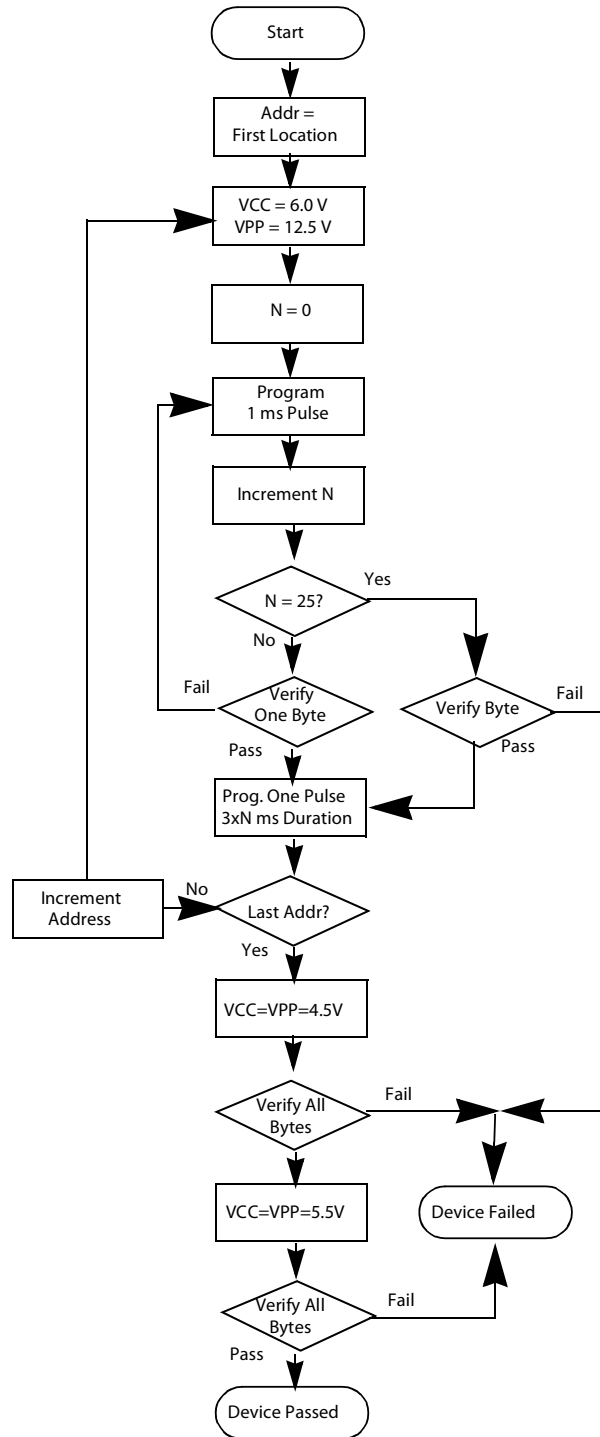 Start
Addr =
First Location
VCC = 6.0 V
VPP = 12.5 V
N = 0
Program
1 ms Pulse
Increment N
N = 25?
Yes
No
Fail
Verify
One Byte
Verify Byte
Fail
Pass
Pass
Prog. One Pulse
3xN ms Duration
Increment
Address
No
Last Addr?
Yes
VCC=VPP=4.5V
Verify All
Bytes
Fail
VCC=VPP=5.5V
Device Failed
Verify All
Bytes
Fail
Pass
Device Passed